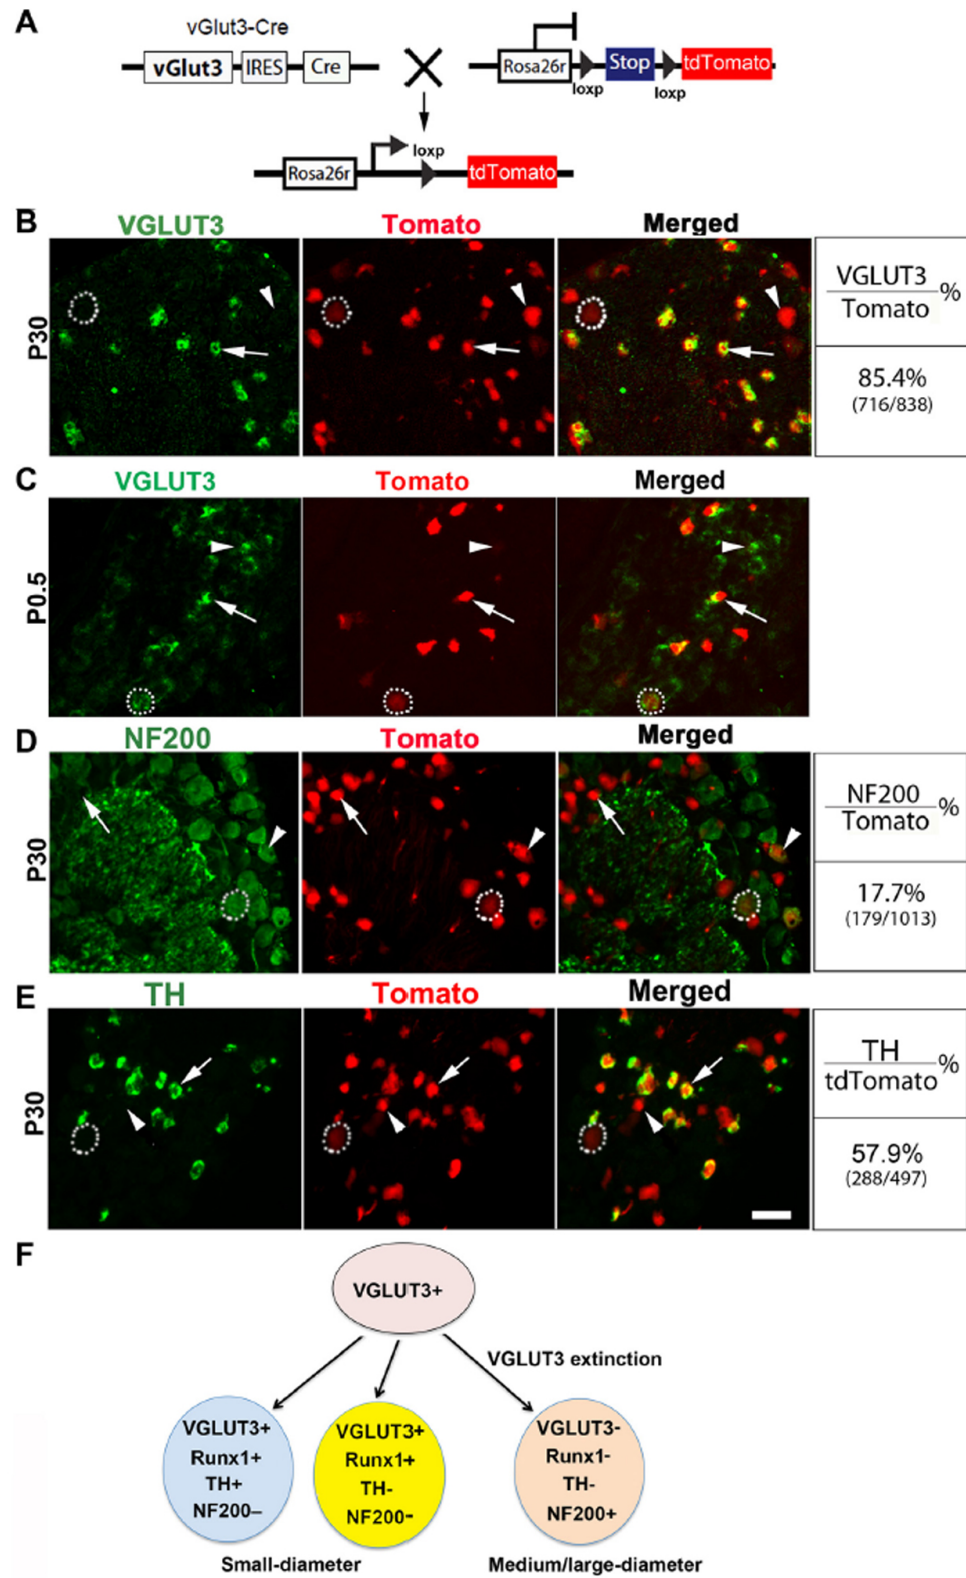 A
vGlut3-Cre
vGlut3 IRES Cre
Rosa26r Stop tdTomato
loxp loxp
loxp
Rosa26r tdTomato
B
VGLUT3 Tomato Merged
P30
VGLUT3
Tomato
%
85.4%
(716/838)
C
VGLUT3 Tomato Merged
P0.5
D
NF200 Tomato Merged
P30
NF200
Tomato
%
17.7%
(179/1013)
E
TH Tomato Merged
P30
TH
tdTomato
%
57.9%
(288/497)
F
VGLUT3+
VGLUT3 extinction
VGLUT3+
Runx1+
TH+
NF200–
VGLUT3+
Runx1+
TH-
NF200-
VGLUT3-
Runx1-
TH-
NF200+
Small-diameter
Medium/large-diameter